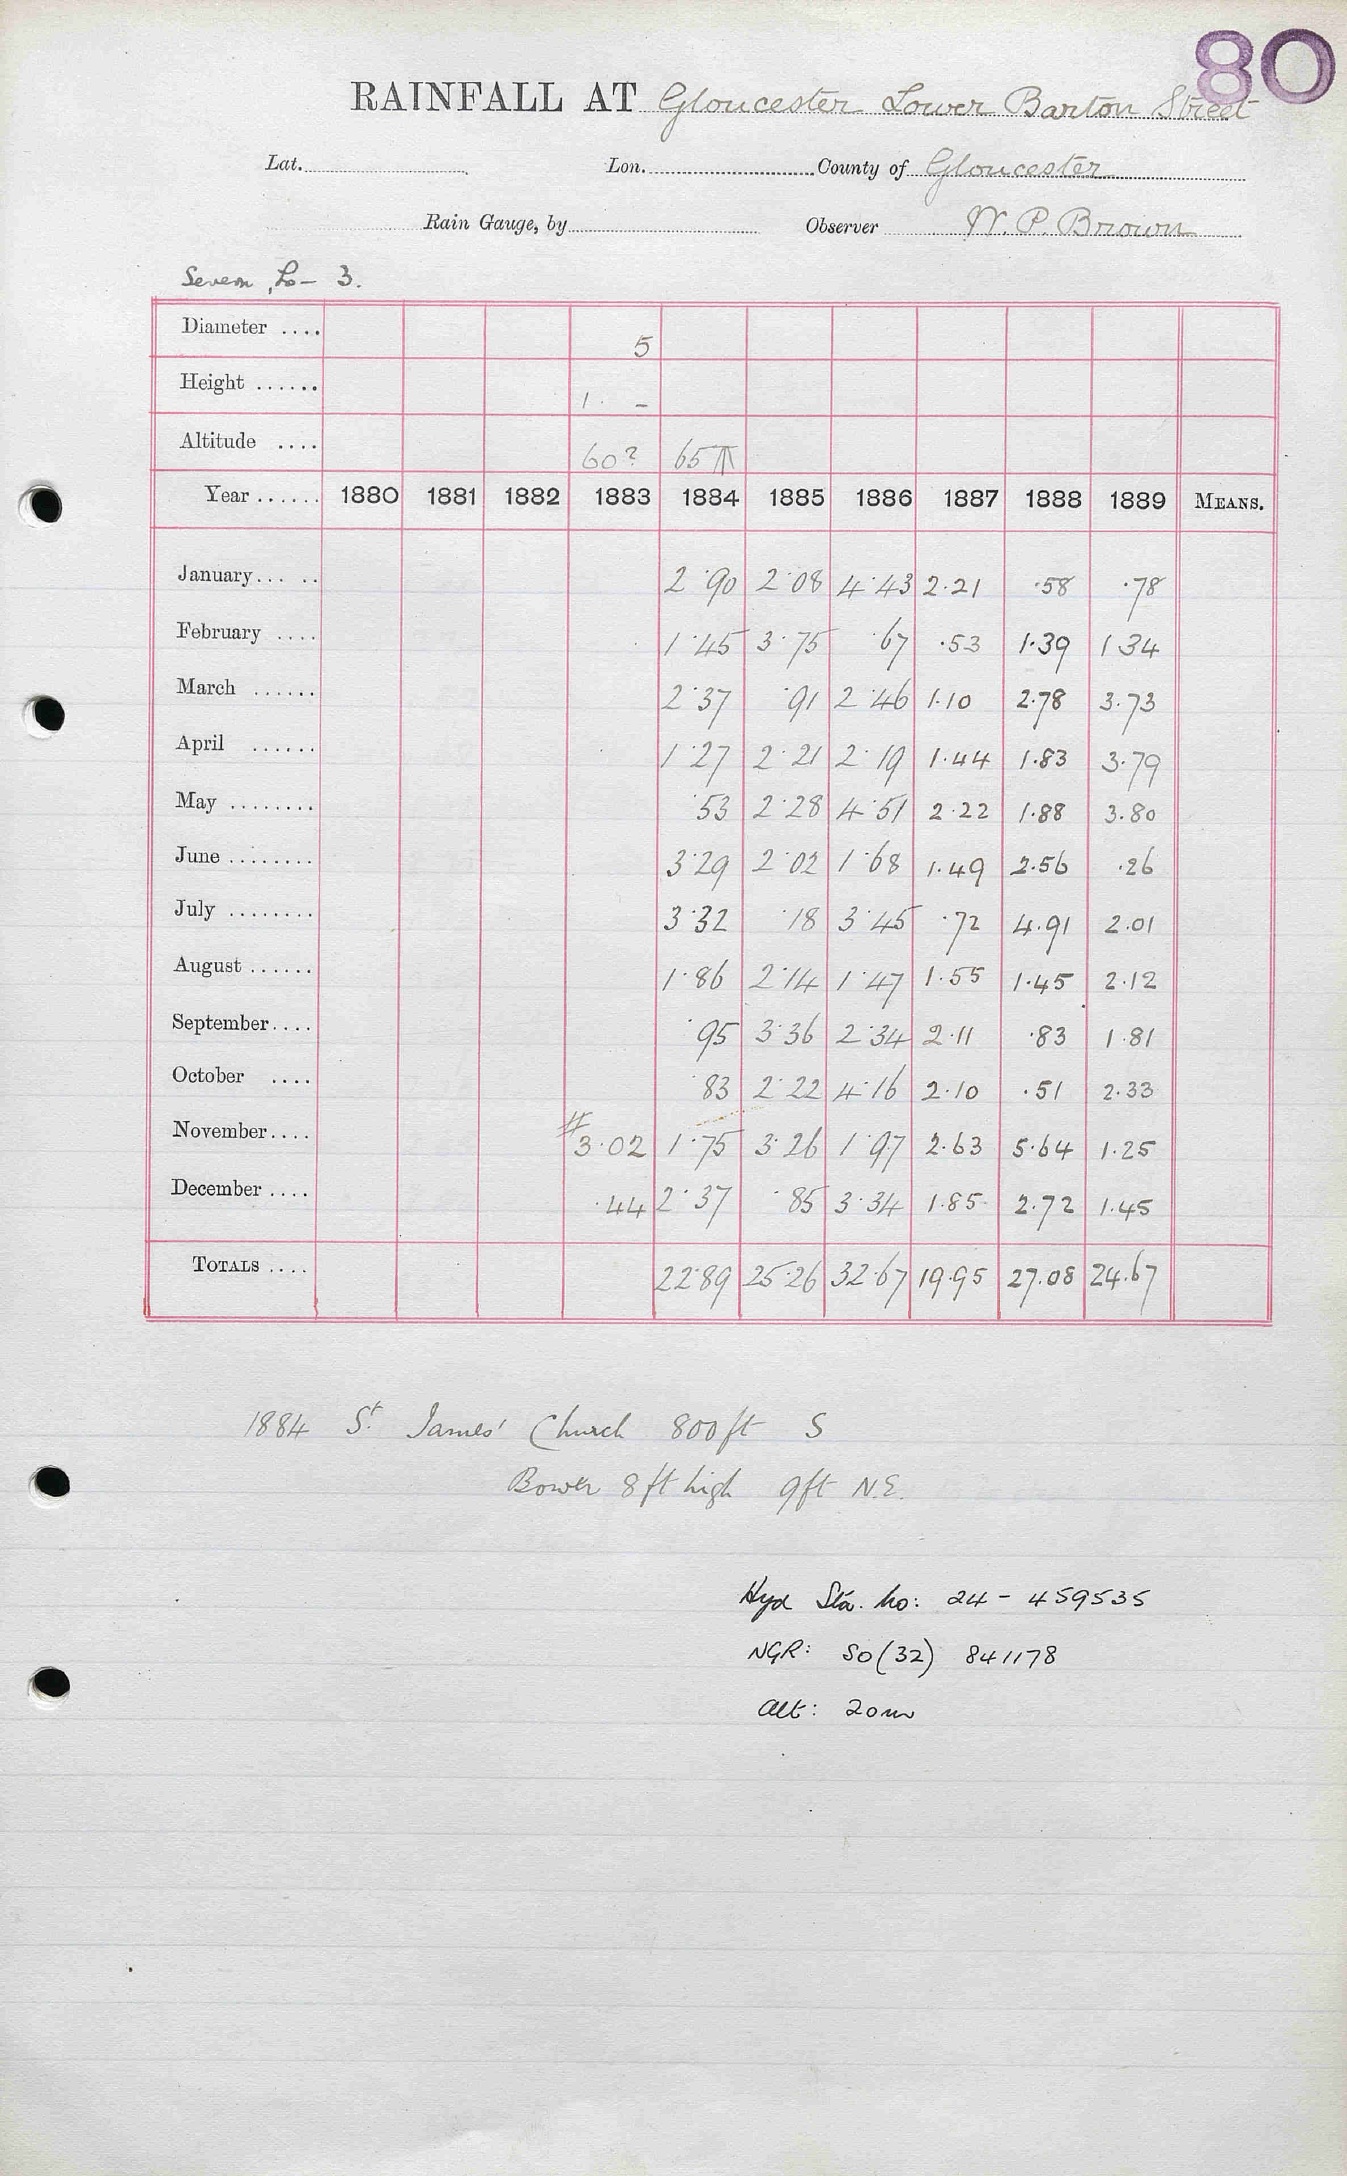 80
RAINFALL AT Gloucester Lower Barton Street
Lat. Lon. County of Gloucester
Rain Gauge, by Observer W. P. Brown
Severn 3.
Diameter .... 5
Height ...... 1 . -
Altitude .... 60? 65
Year ...... 1880 1881 1882 1883 1884 1885 1886 1887 1888 1889 MEANS.
January... .. 2.90 2.08 4.43 2.21 .58 .78
February .... 1.45 3.75 .67 .53 1.39 1 34
March ...... 2.37 .91 2.46 1.10 2.78 3.73
April ...... 1.27 2.21 2.19 1.44 1.83 3.79
May ........ .53 2.28 4.51 2.22 1.88 3.80
June ........ 3.29 2.02 1.68 1.49 2.56 .26
July ........ 3.32 .18 3.45 .72 4.91 2.01
August ...... 1.86 2.14 1.47 1.55 1.45 2.12
September.... .95 3.36 2.34 2.11 .83 1.81
October .... .83 2.22 4.16 2.10 .51 2.33
November.... # 3.02 1.75 3.26 1.97 2.63 5.64 1.25
December .... .44 2.37 .85 3.34 1.85 2.72 1.45
TOTALS .... 22.89 25.26 32.67 19.95 27.08 24.67
1884 St. James' Church 800ft S
Bower 8ft high 9ft N.E.
Hyd Sta. No: 24 - 459535
NGR: SO(32) 841178
Alt: 20m